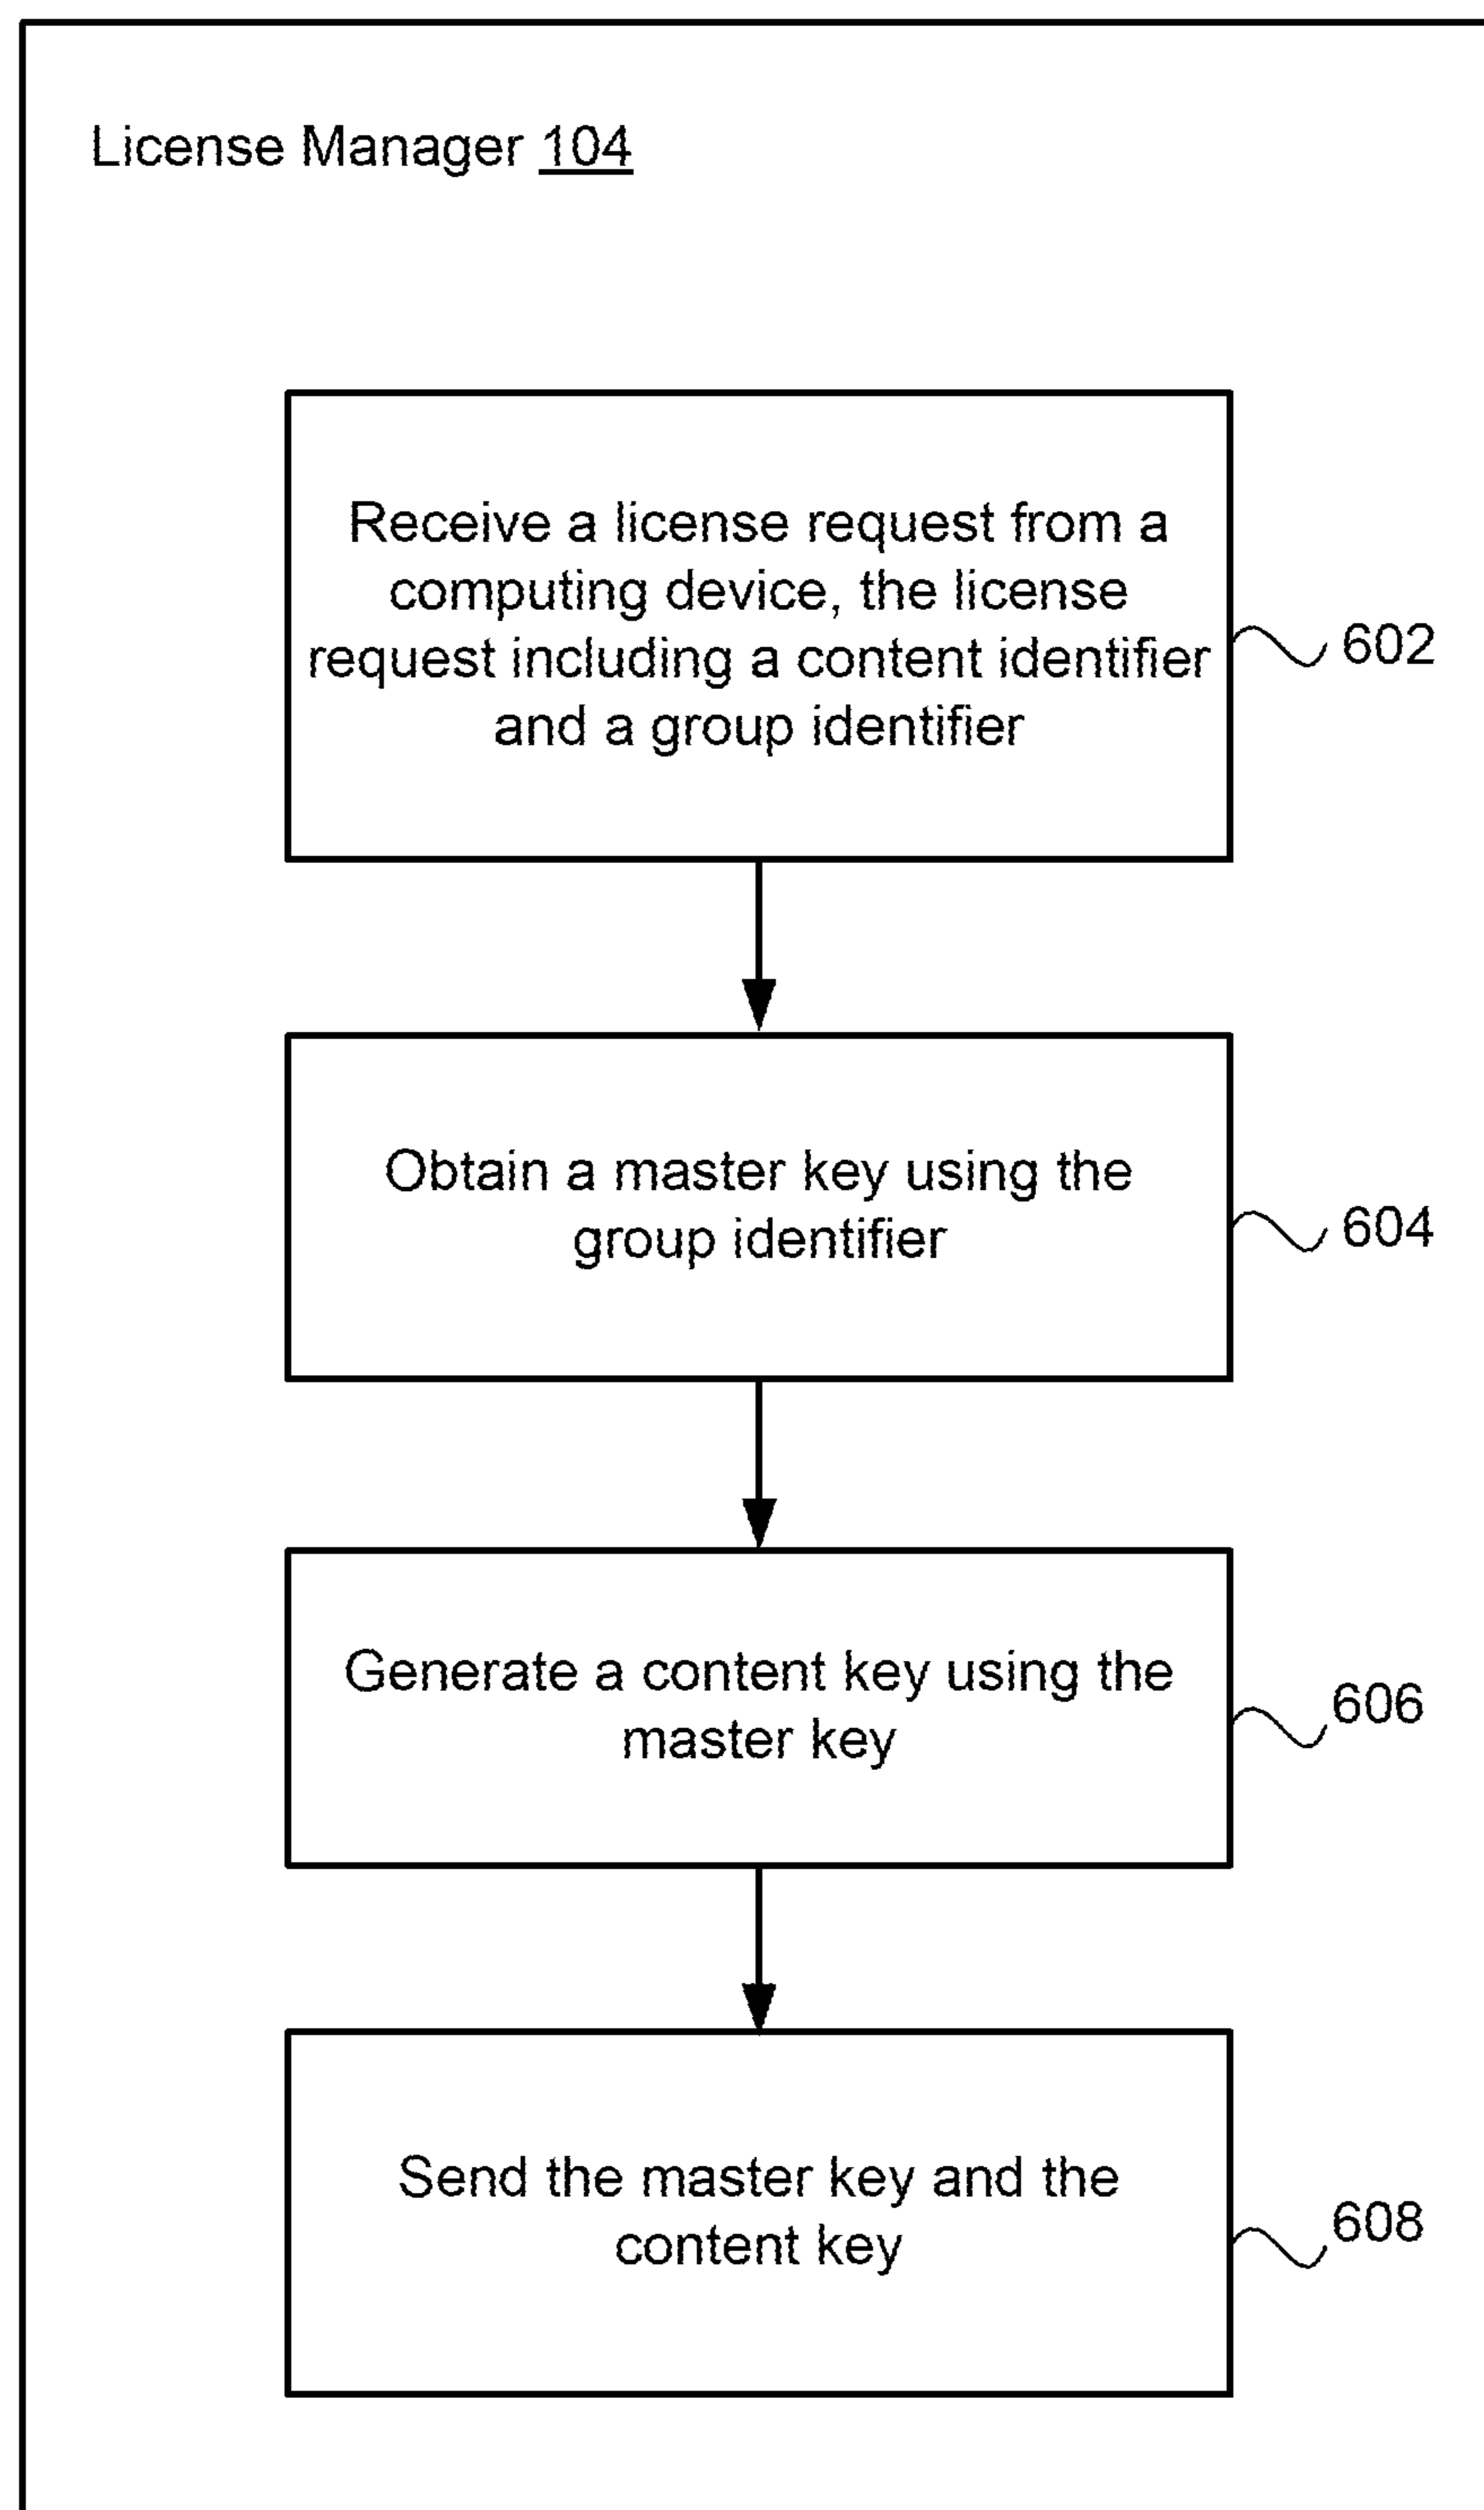 License Manager 104
Receive a license request from a
computing device, the license
request including a content identifier
and a group identifier
602
Obtain a master key using the
group identifier
604
Generate a content key using the
master key
606
Send the master key and the
content key
608